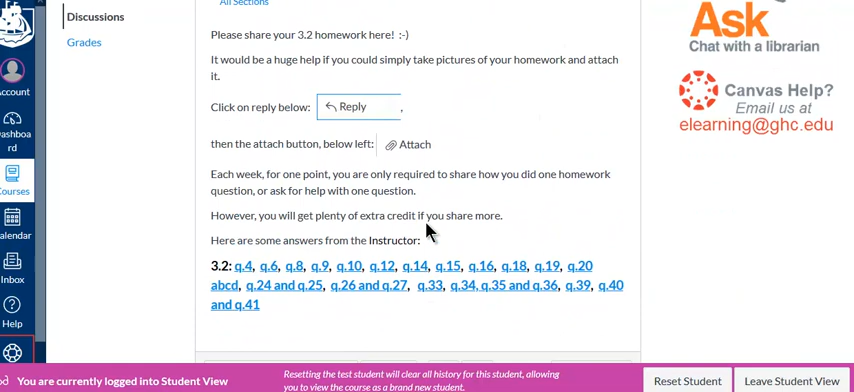 Discussions
Grades
Account
Dashboa
rd
Courses
alendar
Inbox
Help
All Sections
Please share your 3.2 homework here! :-)
It would be a huge help if you could simply take pictures of your homework and attach
it.
Click on reply below: Reply ,
then the attach button, below left: Attach
Each week, for one point, you are only required to share how you did one homework
question, or ask for help with one question.
However, you will get plenty of extra credit if you share more.
Here are some answers from the Instructor:
3.2: q.4, q.6, q.8, q.9, q.10, q.12, q.14, q.15, q.16, q.18, q.19, q.20
abcd, q.24 and q.25, q.26 and q.27, q.33, q.34, q.35 and q.36, q.39, q.40
and q.41
Ask
Chat with a librarian
Canvas Help?
Email us at
elearning@ghc.edu
You are currently logged into Student View
Resetting the test student will clear all history for this student, allowing
you to view the course as a brand new student.
Reset Student
Leave Student View